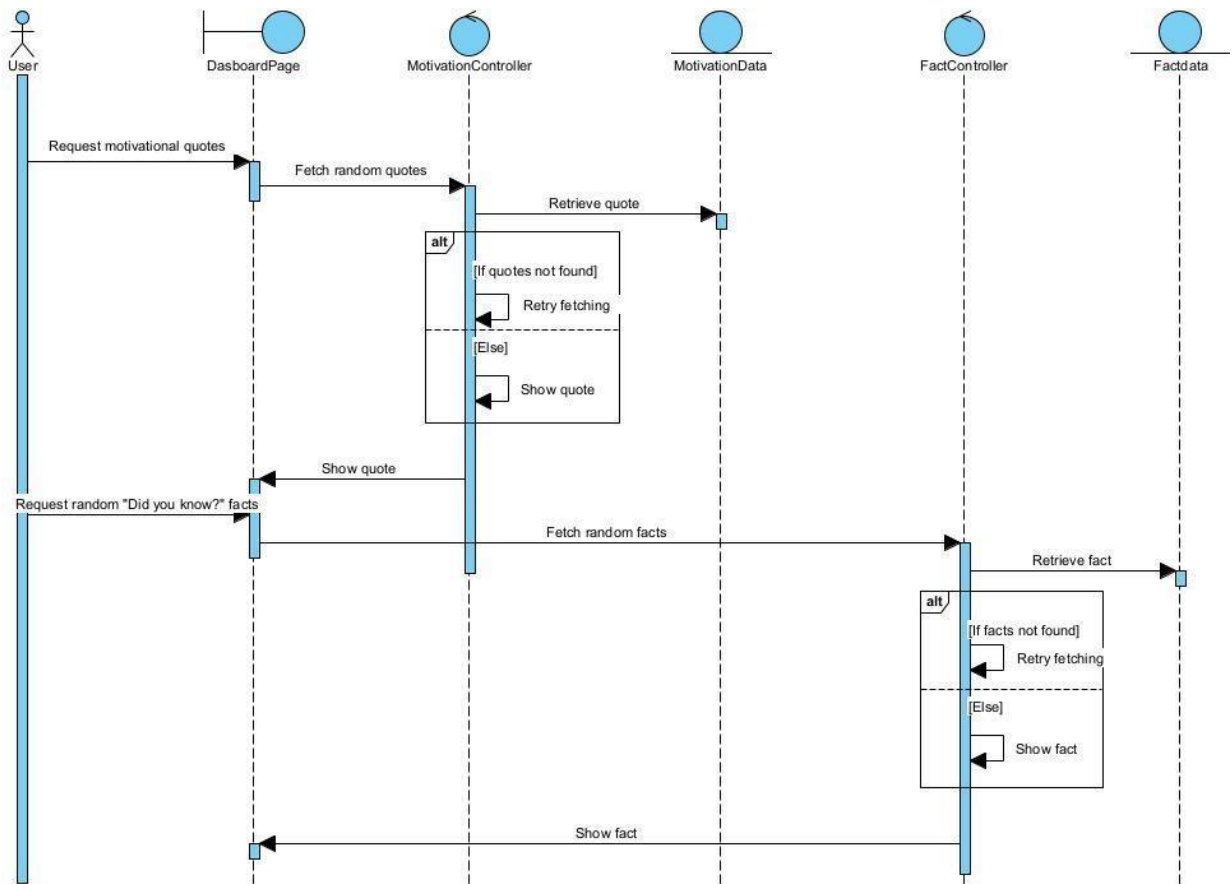 User
DasboardPage
MotivationController
MotivationData
FactController
Factdata
Request motivational quotes
Fetch random quotes
Retrieve quote
alt
[If quotes not found]
Retry fetching
[Else]
Show quote
Show quote
Request random "Did you know?" facts
Fetch random facts
Retrieve fact
alt
[If facts not found]
Retry fetching
[Else]
Show fact
Show fact